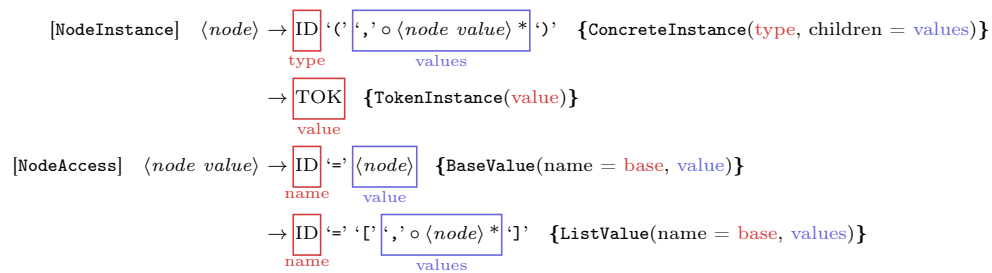 [NodeInstance] ⟨node⟩ → ID ‘(’ ‘,’ ∘ ⟨node value⟩ * ‘)’ {ConcreteInstance(type, children = values)}
type values
→ TOK {TokenInstance(value)}
value
[NodeAccess] ⟨node value⟩ → ID ‘=’ ⟨node⟩ {BaseValue(name = base, value)}
name value
→ ID ‘=’ ‘[’ ‘,’ ∘ ⟨node⟩ * ‘]’ {ListValue(name = base, values)}
name values